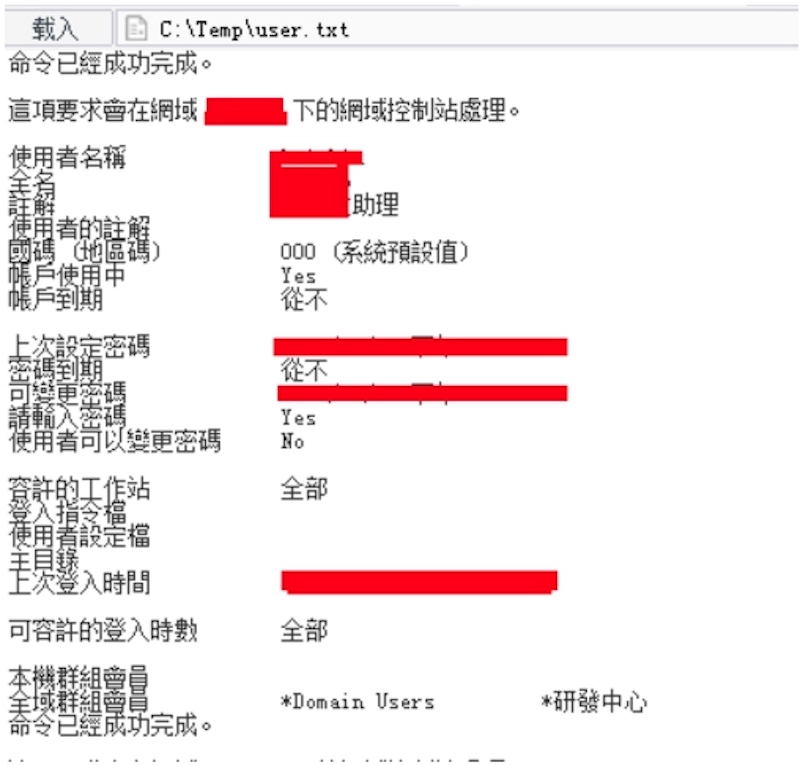 载入 C:\Temp\user.txt
命令已經成功完成。
這項要求會在網域 下的網域控制站處理。
使用者名稱
全名
註解 助理
使用者的註解
國碼 (地區碼) 000 (系統預設值)
帳戶使用中 Yes
帳戶到期 從不
上次設定密碼
密碼到期 從不
可變更密碼
請輸入密碼 Yes
使用者可以變更密碼 No
容許的工作站 全部
登入指令檔
使用者設定檔
主目錄
上次登入時間
可容許的登入時數 全部
本機群組會員
全域群組會員 *Domain Users *研發中心
命令已經成功完成。